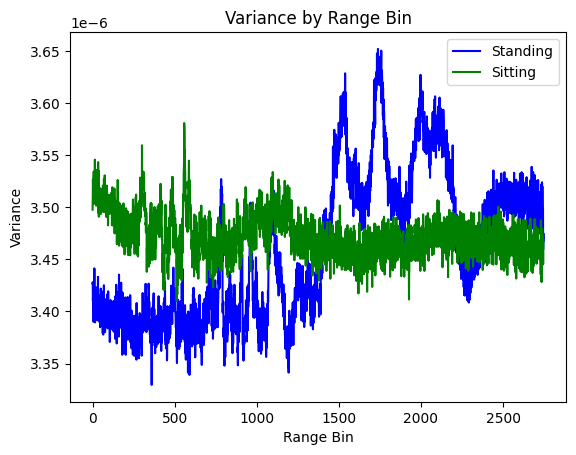 Variance by Range Bin
1e−6
Standing
Sitting
3.65
3.60
3.55
3.50
3.45
3.40
3.35
Variance
0
500
1000
1500
2000
2500
Range Bin